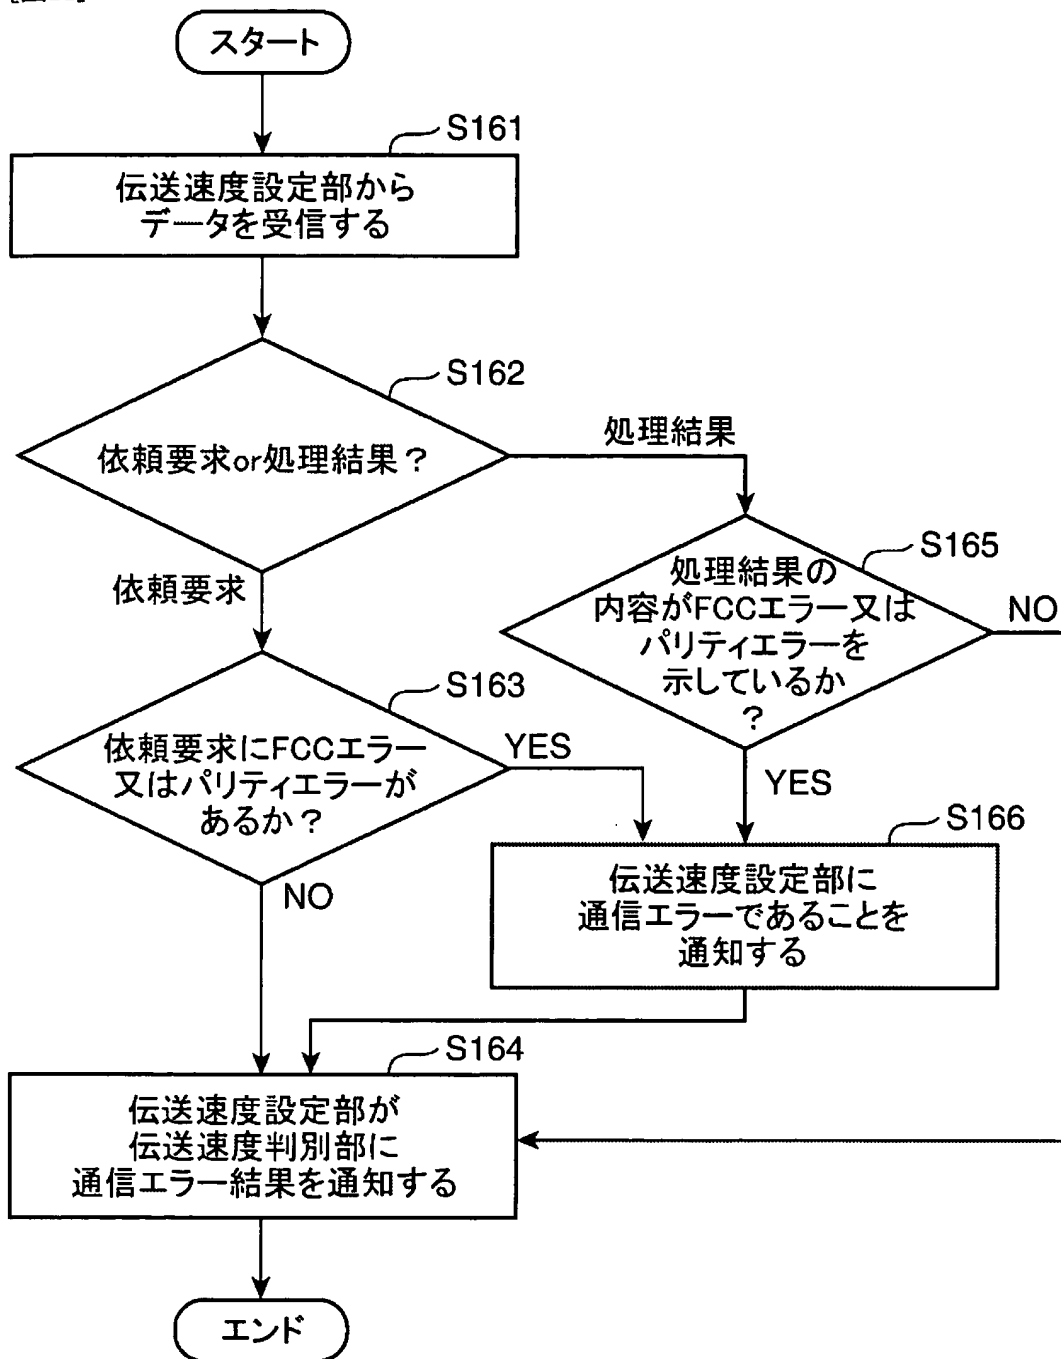 スタート
S161
伝送速度設定部から
データを受信する
S162
依頼要求or処理結果？
処理結果
依頼要求
S165
処理結果の
内容がFCCエラー又は
パリティエラーを
示しているか
？
NO
YES
S163
依頼要求にFCCエラー
又はパリティエラーが
あるか？
YES
NO
S166
伝送速度設定部に
通信エラーであることを
通知する
S164
伝送速度設定部が
伝送速度判別部に
通信エラー結果を通知する
エンド